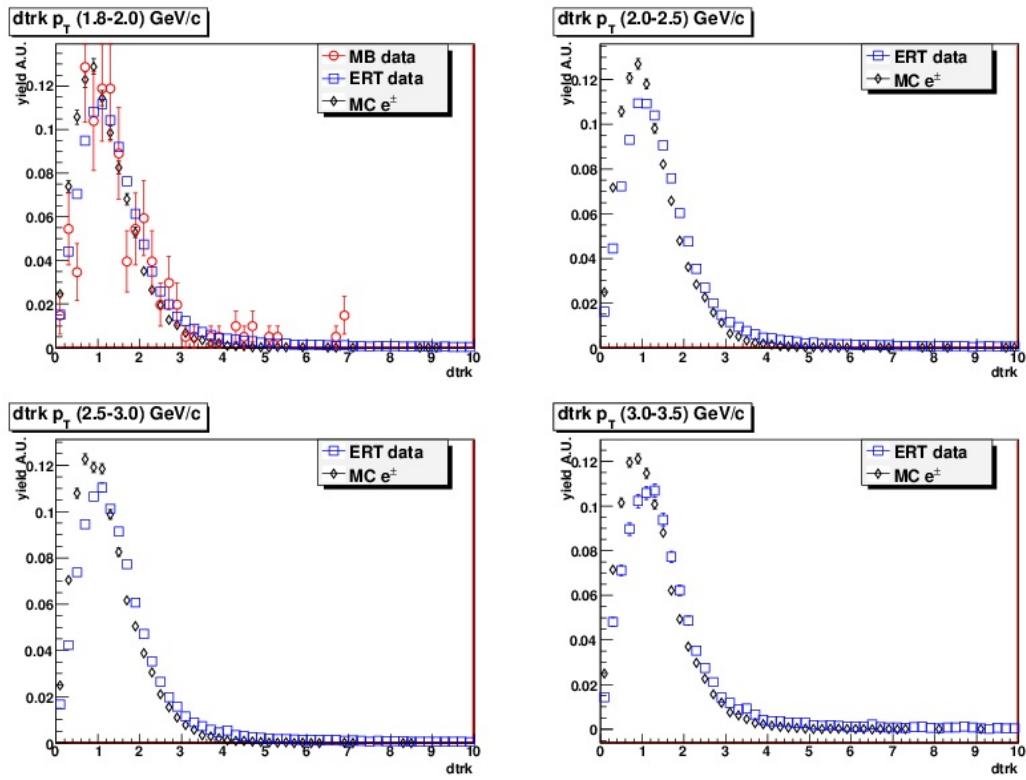 dtrk p_T (1.8-2.0) GeV/c
yield A.U.
MB data
ERT data
MC e±
0.12
0.1
0.08
0.06
0.04
0.02
0
0 1 2 3 4 5 6 7 8 9 10
dtrk
dtrk p_T (2.0-2.5) GeV/c
yield A.U.
ERT data
MC e±
0.12
0.1
0.08
0.06
0.04
0.02
0
0 1 2 3 4 5 6 7 8 9 10
dtrk
dtrk p_T (2.5-3.0) GeV/c
yield A.U.
ERT data
MC e±
0.12
0.1
0.08
0.06
0.04
0.02
0
0 1 2 3 4 5 6 7 8 9 10
dtrk
dtrk p_T (3.0-3.5) GeV/c
yield A.U.
ERT data
MC e±
0.12
0.1
0.08
0.06
0.04
0.02
0
0 1 2 3 4 5 6 7 8 9 10
dtrk